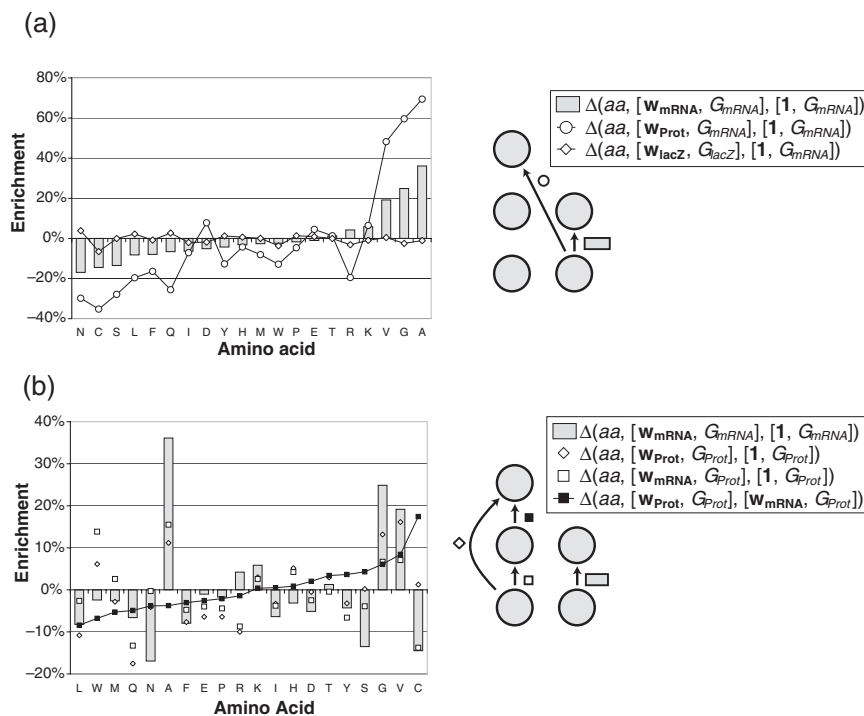 (a)
80%
60%
40%
20%
0%
−20%
−40%
Enrichment
N C S L F Q I D Y H M W P E T R K V G A
Amino acid
Δ(aa, [wmRNA, GmRNA], [1, GmRNA])
Δ(aa, [wProt, GmRNA], [1, GmRNA])
Δ(aa, [wlacZ, GlacZ], [1, GmRNA])
(b)
40%
30%
20%
10%
0%
−10%
−20%
Enrichment
L W M Q N A F E P R K I H D T Y S G V C
Amino Acid
Δ(aa, [wmRNA, GmRNA], [1, GmRNA])
Δ(aa, [wProt, GProt], [1, GProt])
Δ(aa, [wmRNA, GProt], [1, GProt])
Δ(aa, [wProt, GProt], [wmRNA, GProt])